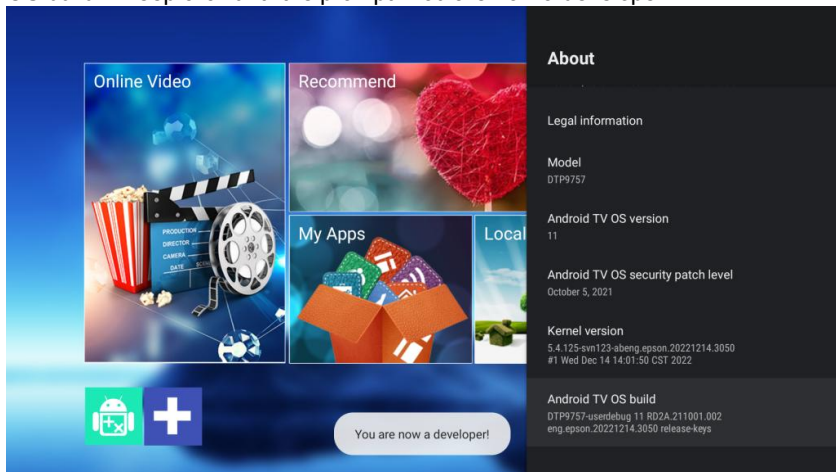 Online Video
Recommend
My Apps
Local
PRODUCTION
DIRECTOR
CAMERA
DATE
You are now a developer!
About
Legal information
Model
DTP9757
Android TV OS version
11
Android TV OS security patch level
October 5, 2021
Kernel version
5.4.125-svn123-abeng.epson.20221214.3050
#1 Wed Dec 14 14:01:50 CST 2022
Android TV OS build
DTP9757-userdebug 11 RD2A.211001.002
eng.epson.20221214.3050 release-keys